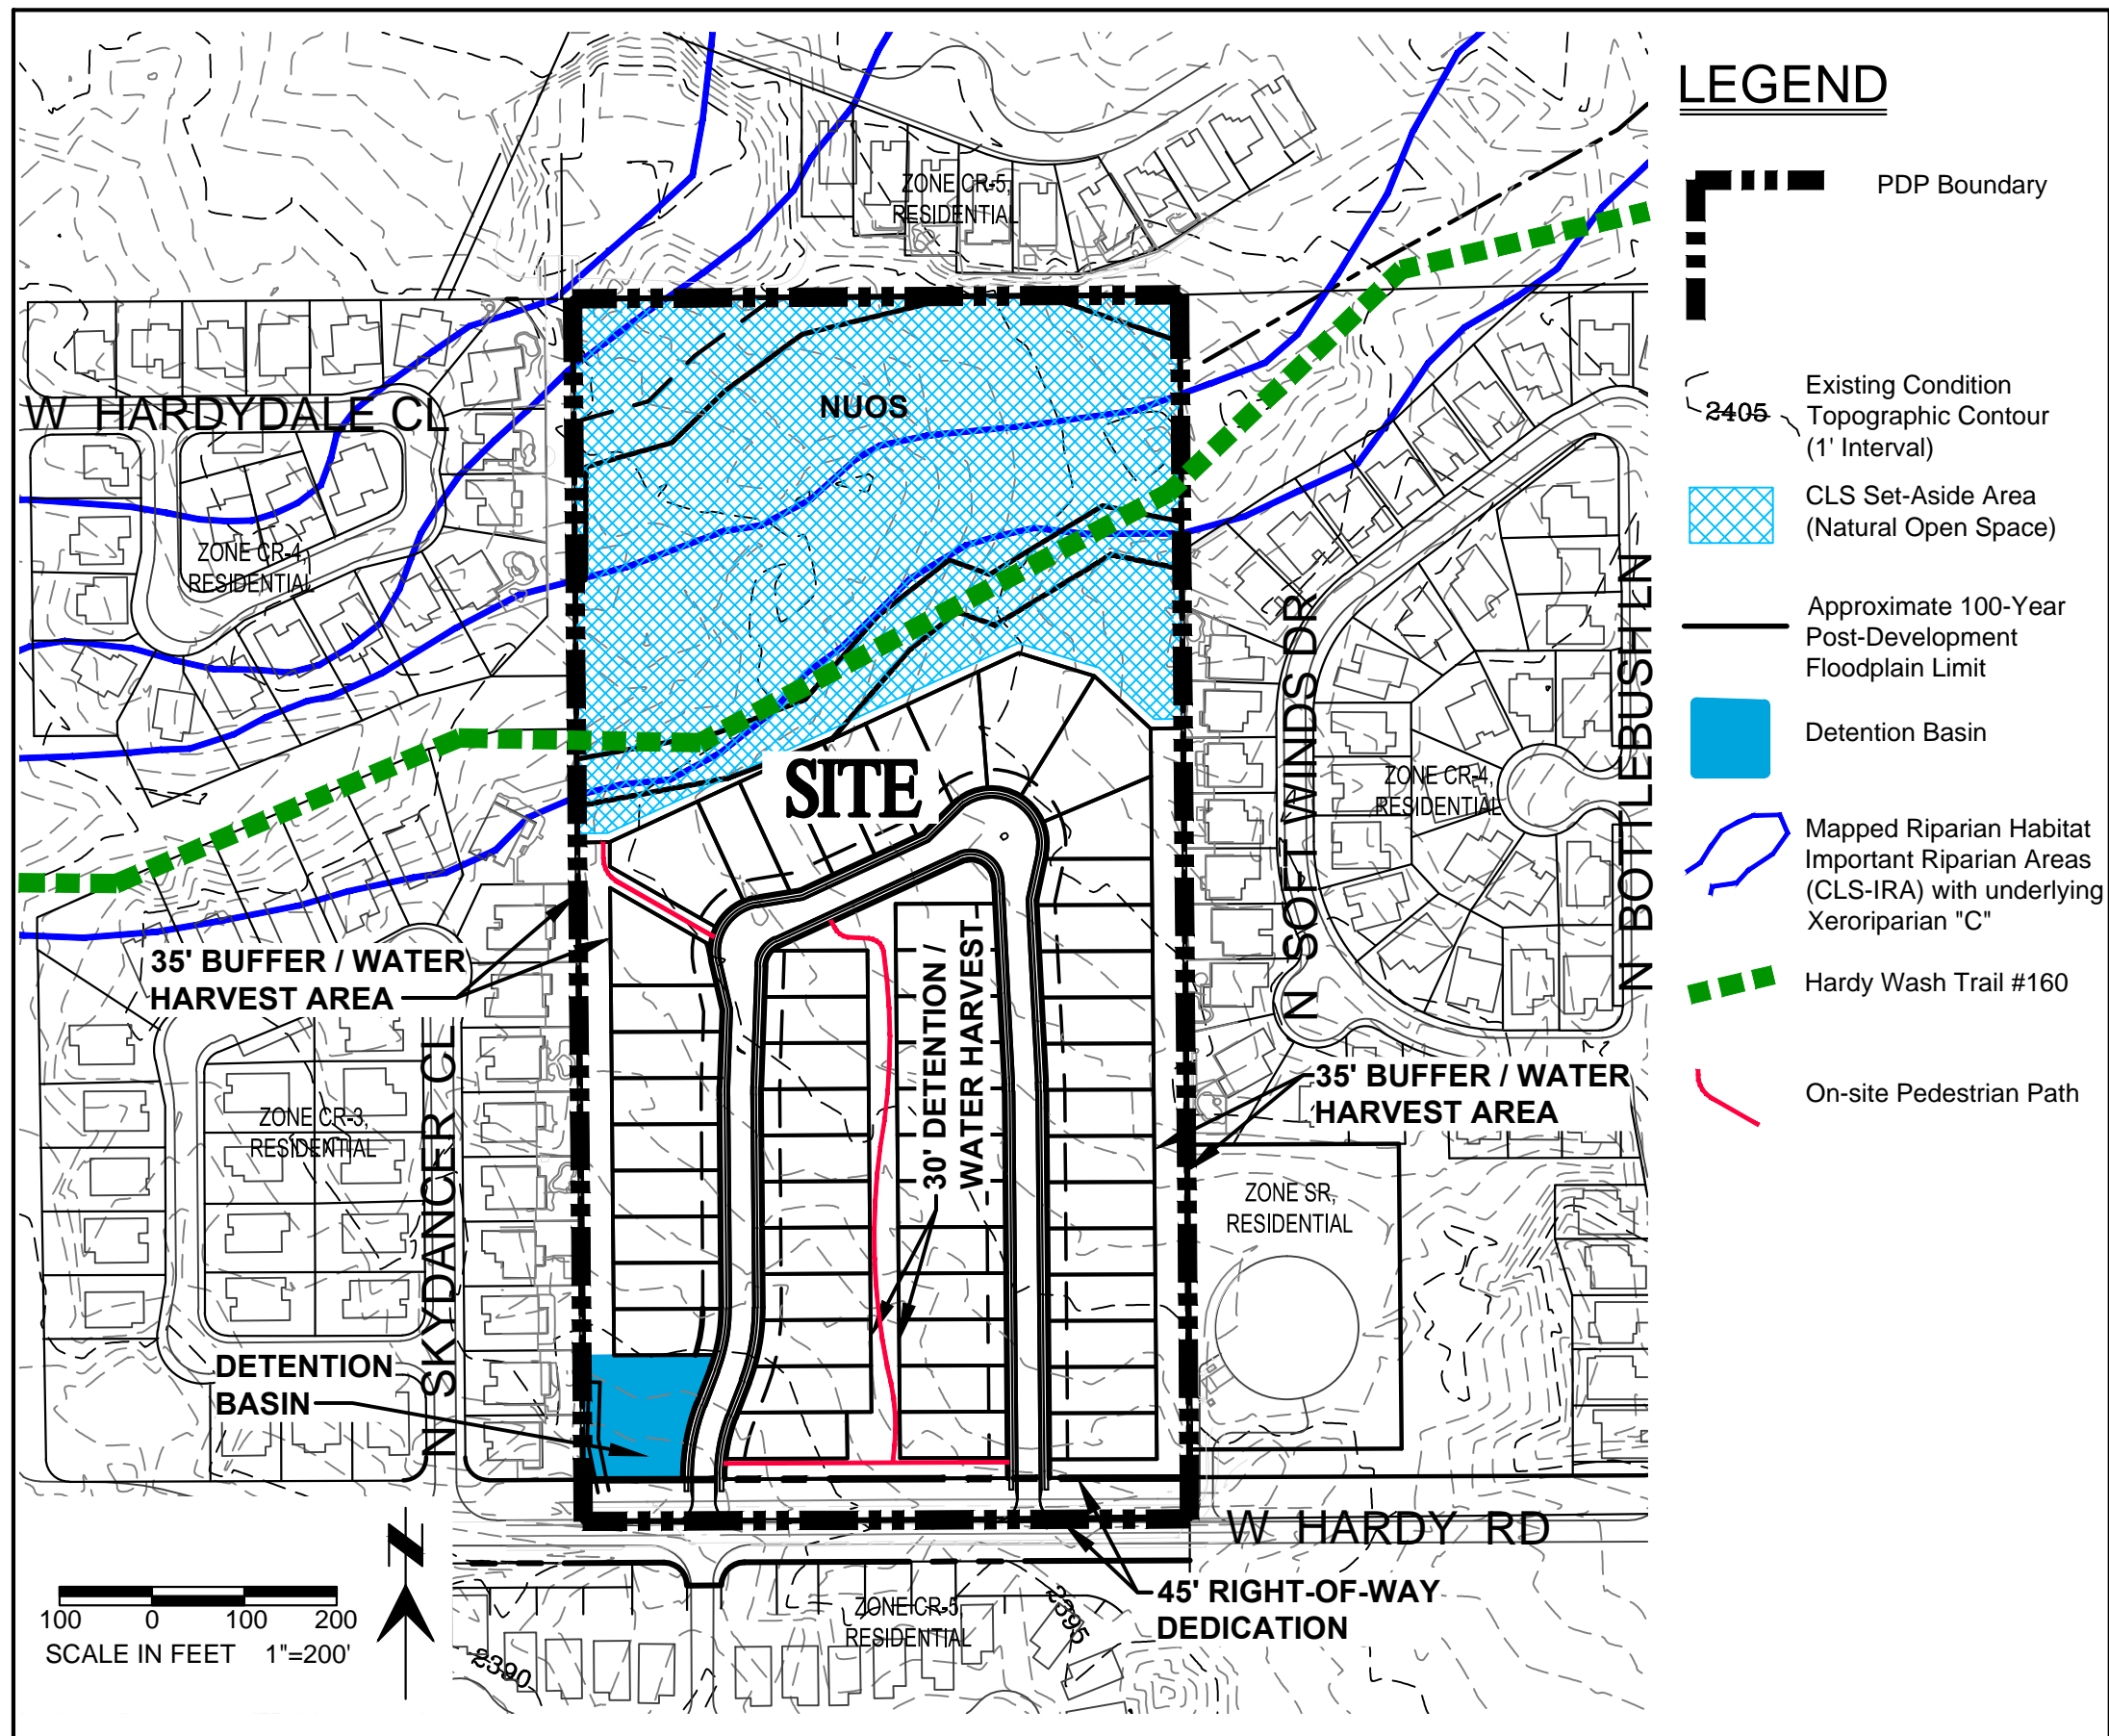 LEGEND
PDP Boundary
2405
Existing Condition
Topographic Contour
(1' Interval)
CLS Set-Aside Area
(Natural Open Space)
Approximate 100-Year
Post-Development
Floodplain Limit
Detention Basin
Mapped Riparian Habitat
Important Riparian Areas
(CLS-IRA) with underlying
Xeroriparian "C"
Hardy Wash Trail #160
On-site Pedestrian Path
ZONE CR-5,
RESIDENTIAL
W HARDYDALE CL
NUOS
ZONE CR-4,
RESIDENTIAL
N SOFT WINDS DR
N BOTTLEBUSH LN
ZONE CR-4,
RESIDENTIAL
SITE
35' BUFFER / WATER
HARVEST AREA
30' DETENTION /
WATER HARVEST
35' BUFFER / WATER
HARVEST AREA
ZONE CR-3,
RESIDENTIAL
N SKYDANCER CL
ZONE SR,
RESIDENTIAL
DETENTION
BASIN
W HARDY RD
45' RIGHT-OF-WAY
DEDICATION
ZONE CR-5,
RESIDENTIAL
2395
2390
N
100 0 100 200
SCALE IN FEET 1"=200'